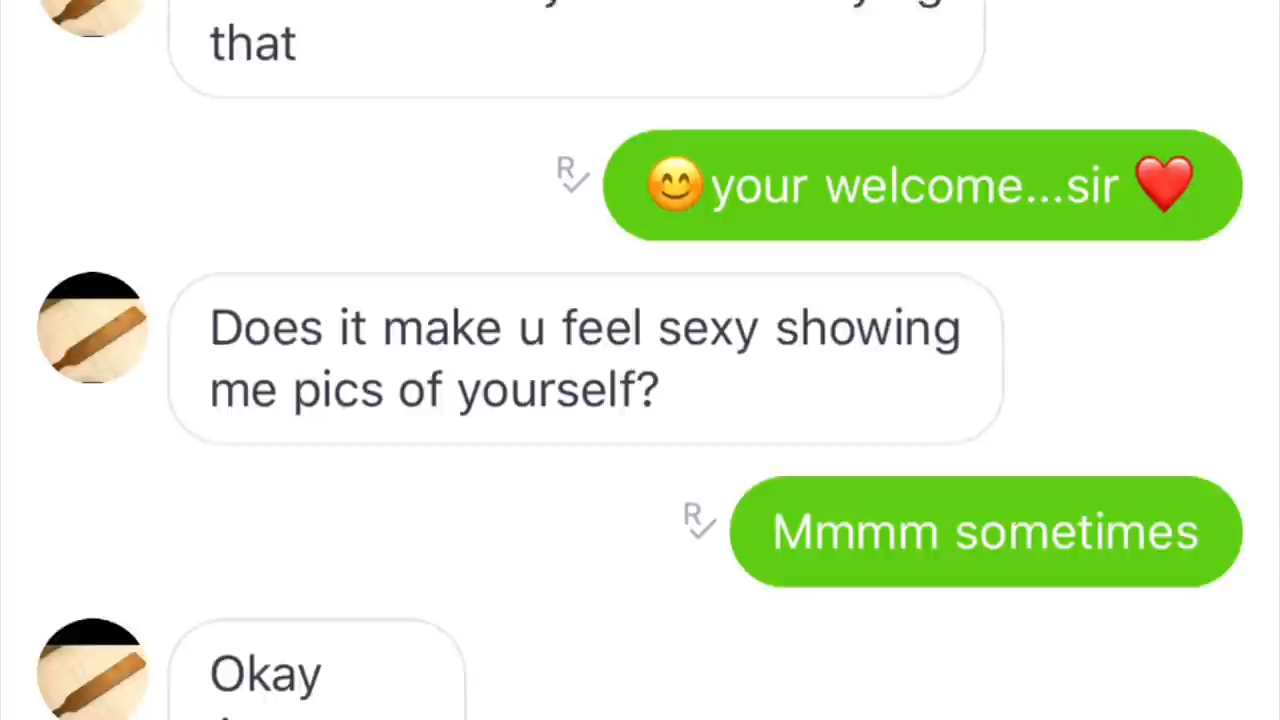 that
R
😊your welcome...sir ❤️
Does it make u feel sexy showing
me pics of yourself?
R
Mmmm sometimes
Okay